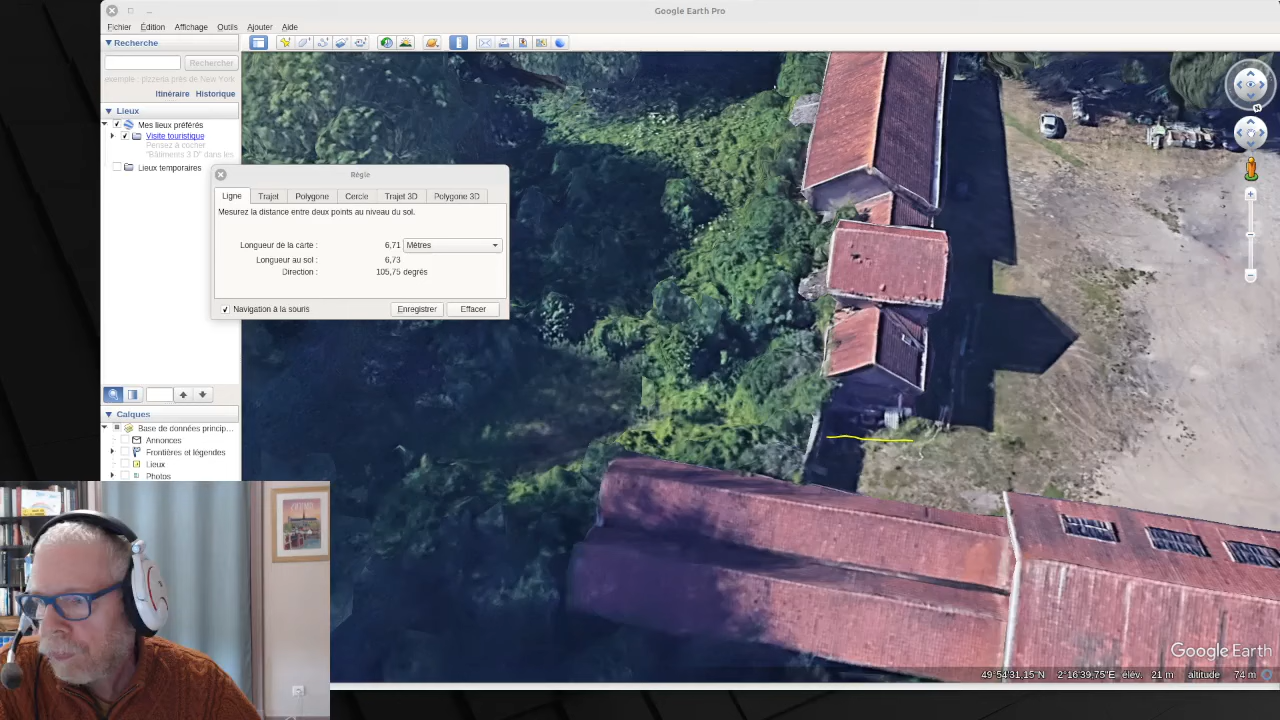 Google Earth Pro
Fichier Édition Affichage Outils Ajouter Aide
Recherche
Rechercher
exemple : pizzeria près de New York
Itinéraire Historique
Lieux
Mes lieux préférés
Visite touristique
Pensez à cocher
"Bâtiments 3 D" dans les
Lieux temporaires
Règle
Ligne Trajet Polygone Cercle Trajet 3D Polygone 3D
Mesurez la distance entre deux points au niveau du sol.
Longueur de la carte : 6,71 Mètres
Longueur au sol : 6,73
Direction : 105,75 degrés
Navigation à la souris Enregistrer Effacer
Calques
Base de données princip...
Annonces
Frontières et légendes
Lieux
Photos
N
Google Earth
49°54'31,15"N 2°16'39,75"E élév. 21 m altitude 74 m